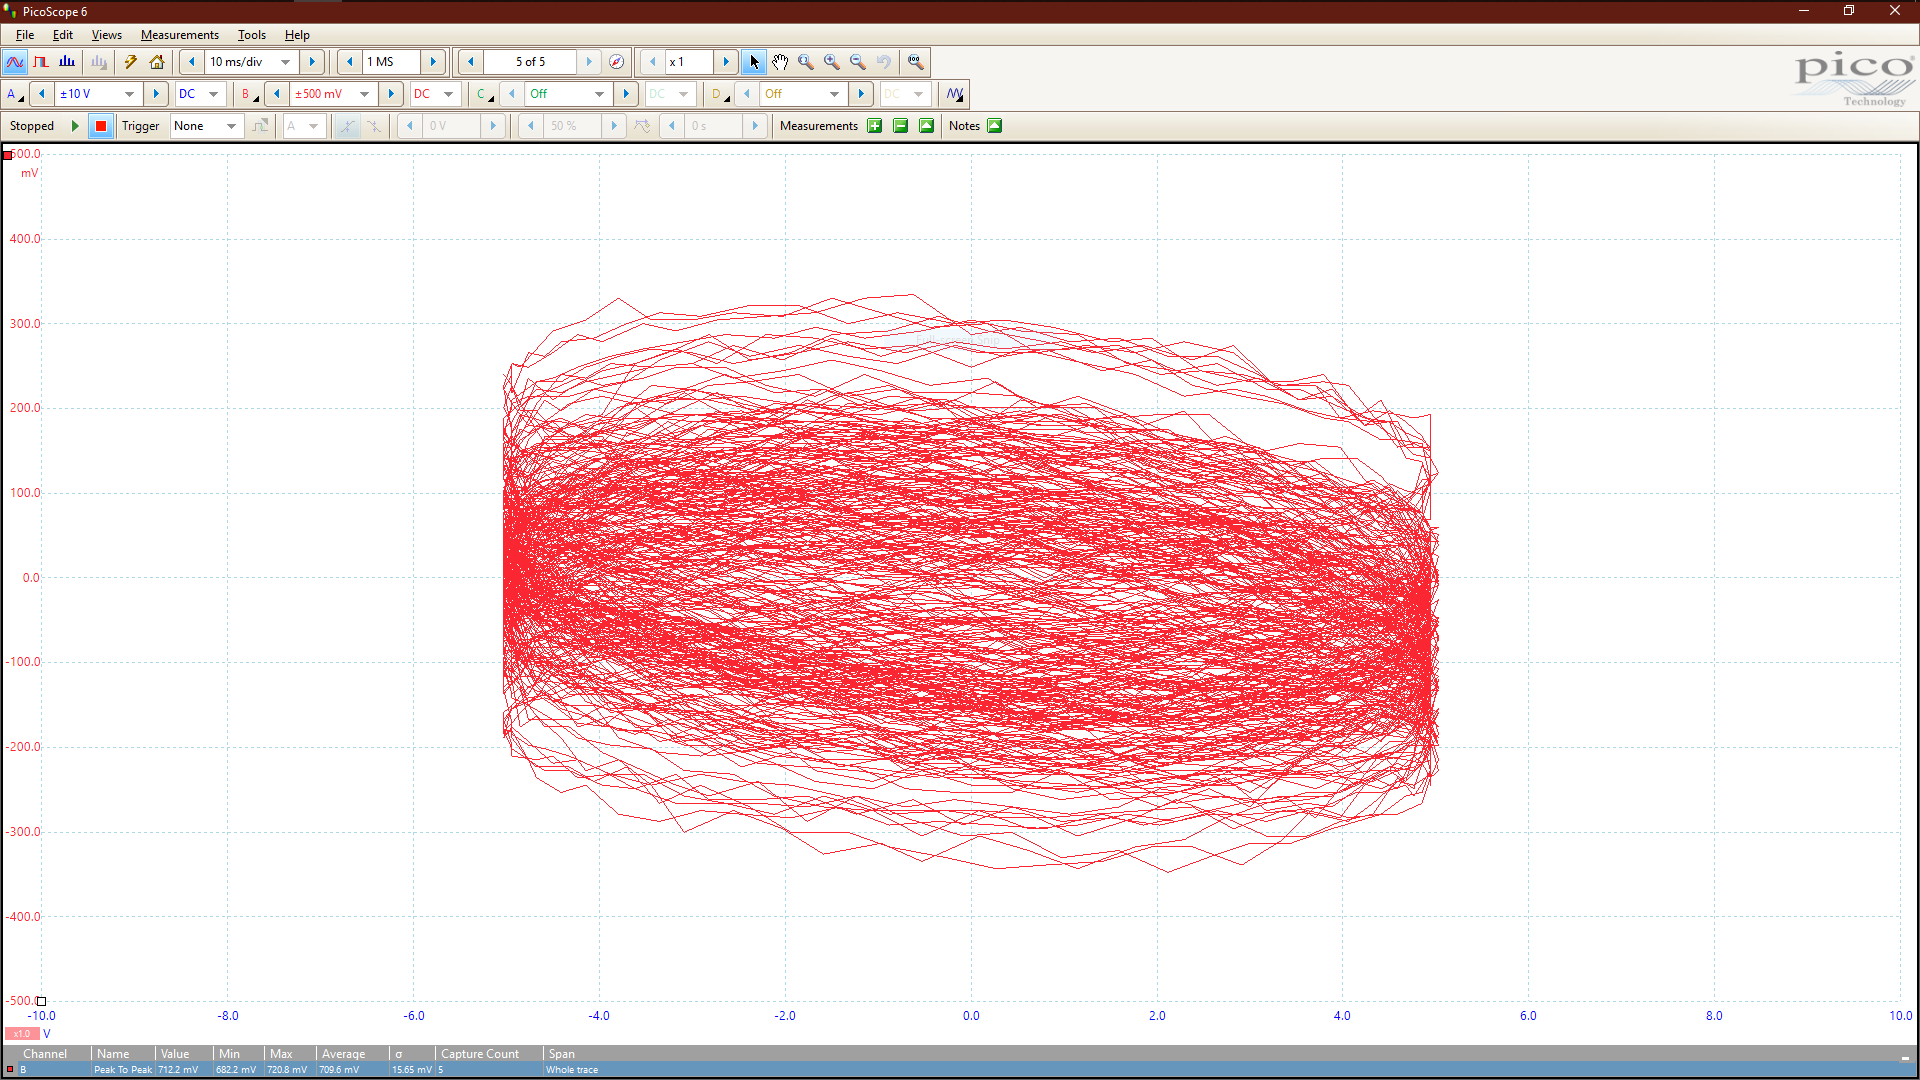 PicoScope 6
File Edit Views Measurements Tools Help
10 ms/div 1 MS 5 of 5 x 1
pico
Technology
A ±10 V DC B ±500 mV DC C Off DC D Off DC
Stopped Trigger None A 0 V 50 % 0 s Measurements Notes
500.0
mV
400.0
300.0
200.0
100.0
0.0
-100.0
-200.0
-300.0
-400.0
-500.0
-10.0 -8.0 -6.0 -4.0 -2.0 0.0 2.0 4.0 6.0 8.0 10.0
x1.0 V
Channel Name Value Min Max Average σ Capture Count Span
B Peak To Peak 712.2 mV 682.2 mV 720.8 mV 709.6 mV 15.65 mV 5 Whole trace